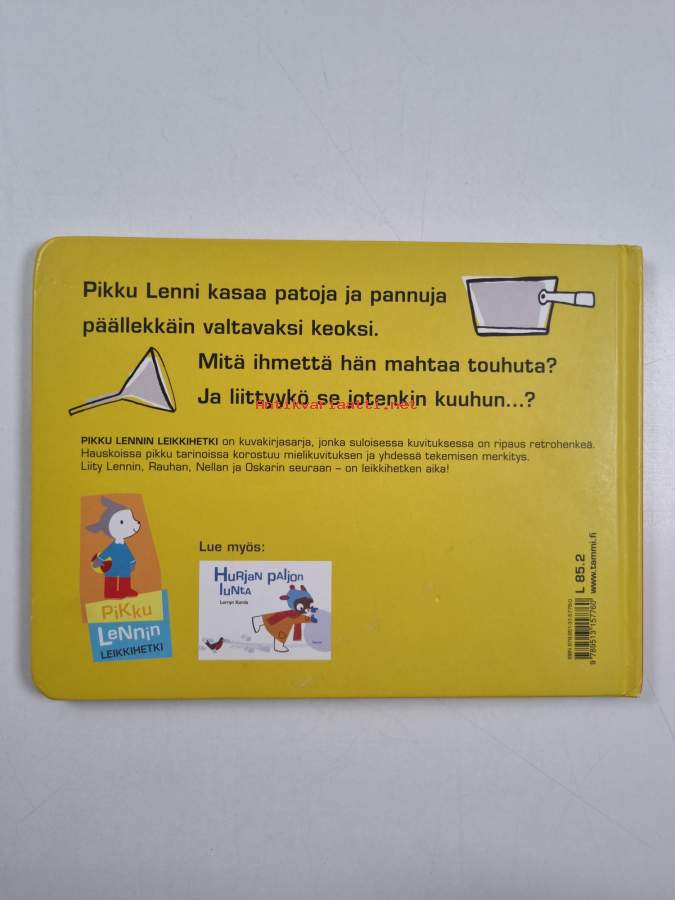 Pikku Lenni kasaa patoja ja pannuja
päällekkäin valtavaksi keoksi.
Mitä ihmettä hän mahtaa touhuta?
Ja liittyykö se jotenkin kuuhun...?
Antikvariaatti.net
PIKKU LENNIN LEIKKIHETKI on kuvakirjasarja, jonka suloisessa kuvituksessa on ripaus retrohenkeä.
Hauskoissa pikku tarinoissa korostuu mielikuvituksen ja yhdessä tekemisen merkitys.
Liity Lennin, Rauhan, Nellan ja Oskarin seuraan – on leikkihetken aika!
PiKKu
LeNNin
LEIKKIHETKI
Lue myös:
HuRJaN PaLJon
luNta
L 85.2
www.tammi.fi
9 789513 157760